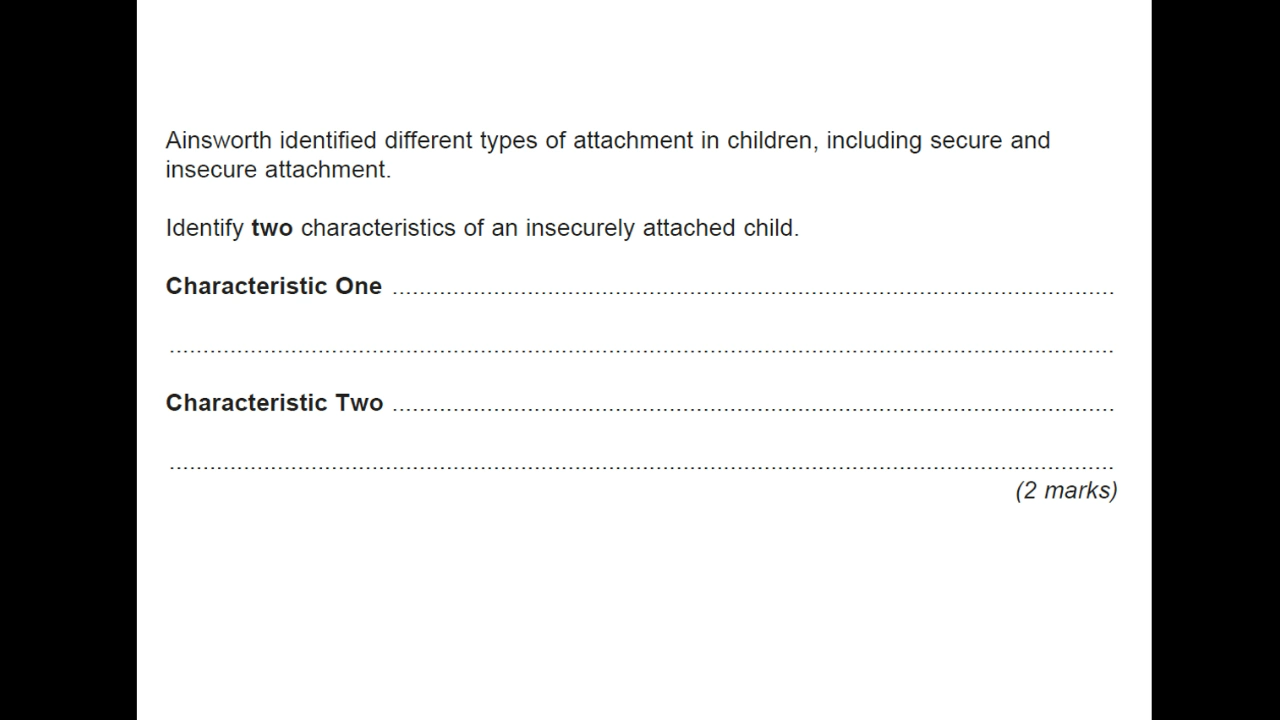 Ainsworth identified different types of attachment in children, including secure and
insecure attachment.
Identify two characteristics of an insecurely attached child.
Characteristic One ..........................................................................................................
..........................................................................................................................................
Characteristic Two ..........................................................................................................
..........................................................................................................................................
(2 marks)